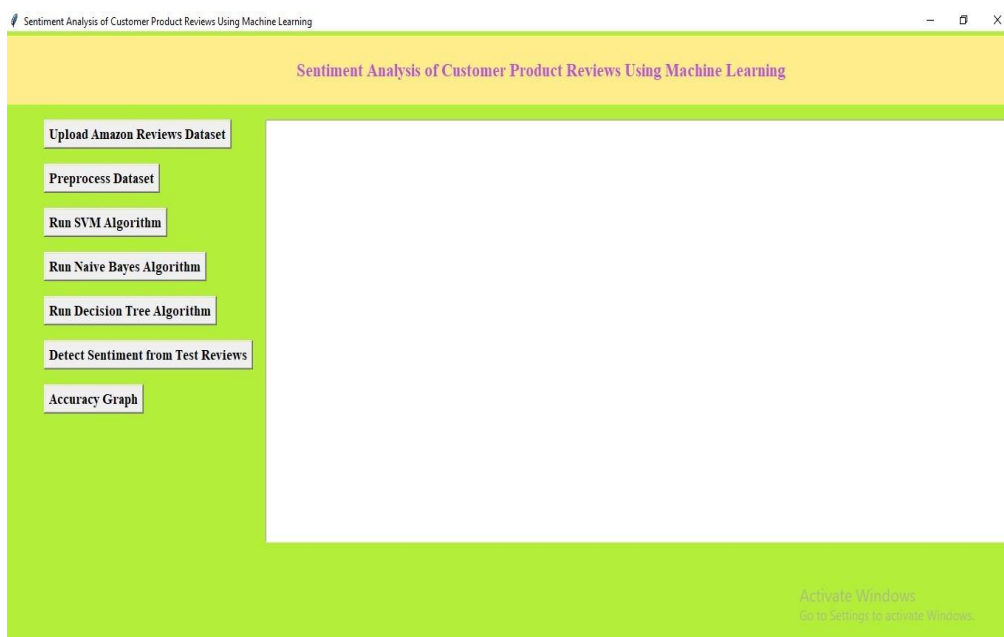 Sentiment Analysis of Customer Product Reviews Using Machine Learning
Sentiment Analysis of Customer Product Reviews Using Machine Learning
Upload Amazon Reviews Dataset
Preprocess Dataset
Run SVM Algorithm
Run Naive Bayes Algorithm
Run Decision Tree Algorithm
Detect Sentiment from Test Reviews
Accuracy Graph
Activate Windows
Go to Settings to activate Windows.